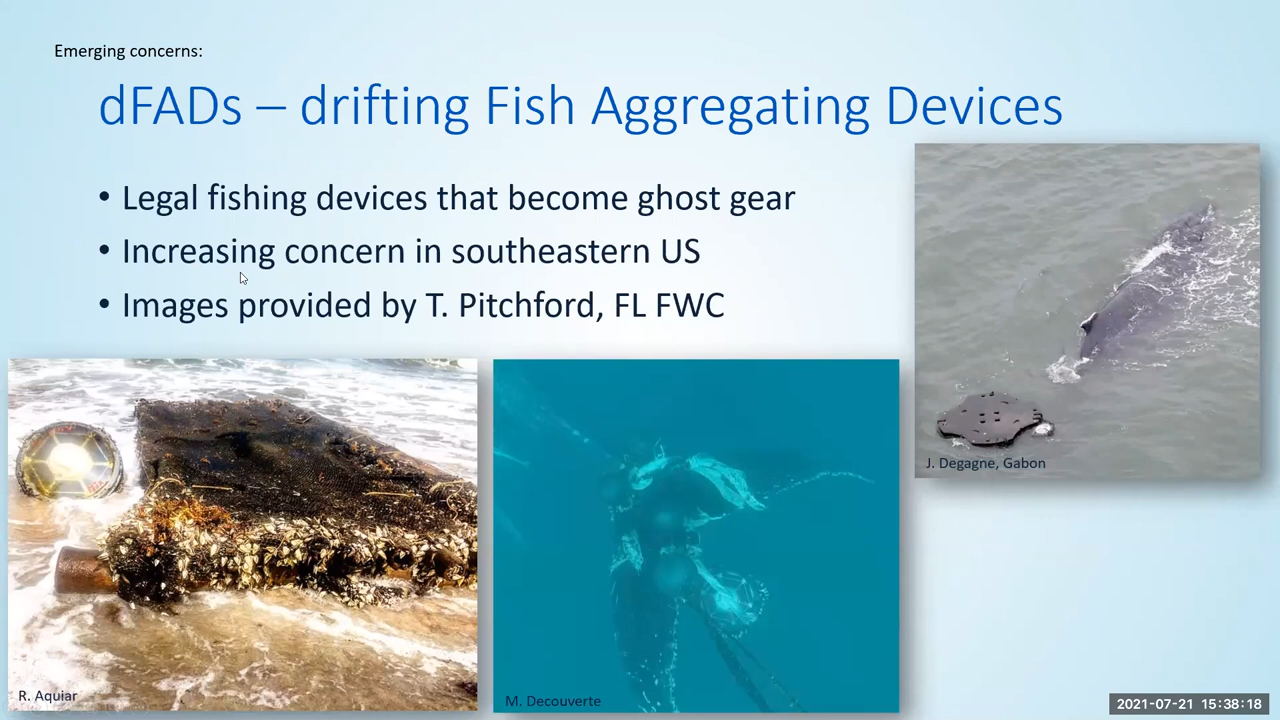 Emerging concerns:
dFADs – drifting Fish Aggregating Devices
• Legal fishing devices that become ghost gear
• Increasing concern in southeastern US
• Images provided by T. Pitchford, FL FWC
J. Degagne, Gabon
R. Aquiar
M. Decouverte
2021-07-21 15:38:18